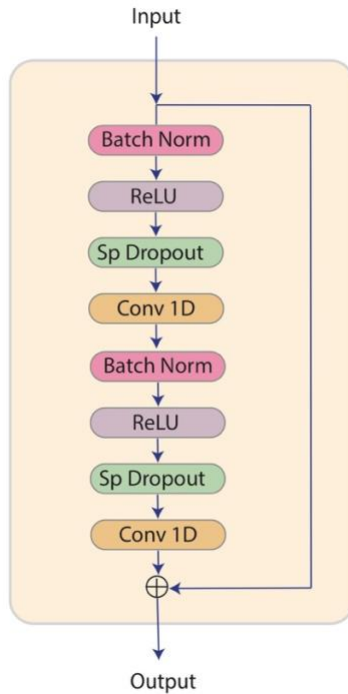 Input
Batch Norm
ReLU
Sp Dropout
Conv 1D
Batch Norm
ReLU
Sp Dropout
Conv 1D
Output